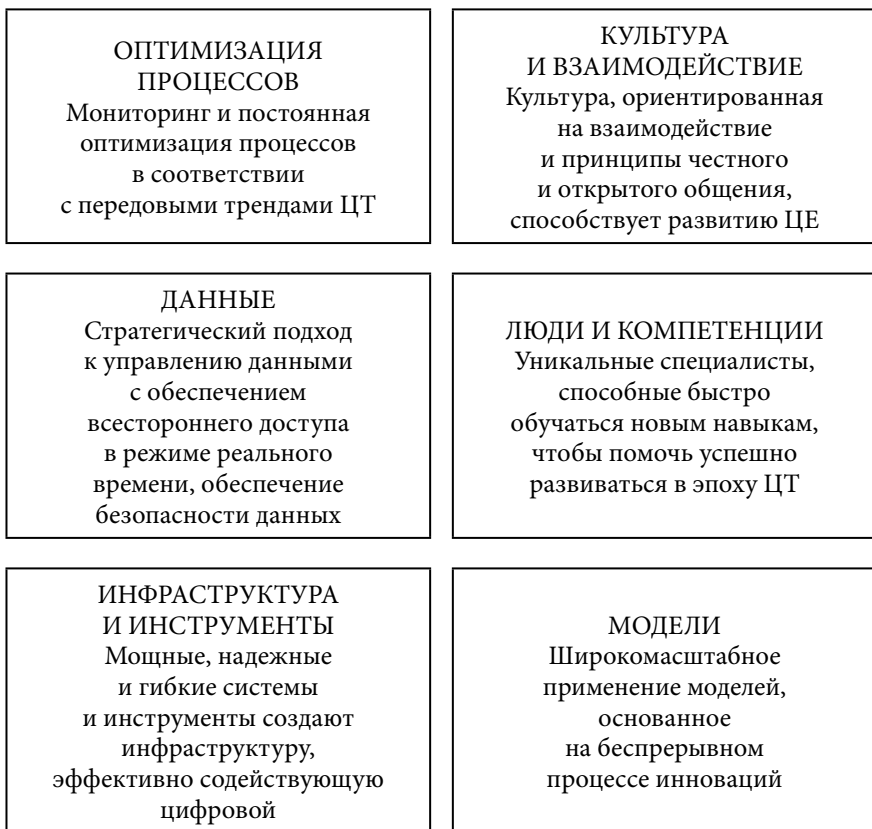 ОПТИМИЗАЦИЯ
ПРОЦЕССОВ
Мониторинг и постоянная
оптимизация процессов
в соответствии
с передовыми трендами ЦТ
КУЛЬТУРА
И ВЗАИМОДЕЙСТВИЕ
Культура, ориентированная
на взаимодействие
и принципы честного
и открытого общения,
способствует развитию ЦЕ
ДАННЫЕ
Стратегический подход
к управлению данными
с обеспечением
всестороннего доступа
в режиме реального
времени, обеспечение
безопасности данных
ЛЮДИ И КОМПЕТЕНЦИИ
Уникальные специалисты,
способные быстро
обучаться новым навыкам,
чтобы помочь успешно
развиваться в эпоху ЦТ
ИНФРАСТРУКТУРА
И ИНСТРУМЕНТЫ
Мощные, надежные
и гибкие системы
и инструменты создают
инфраструктуру,
эффективно содействующую
цифровой
МОДЕЛИ
Широкомасштабное
применение моделей,
основанное
на беспрерывном
процессе инноваций